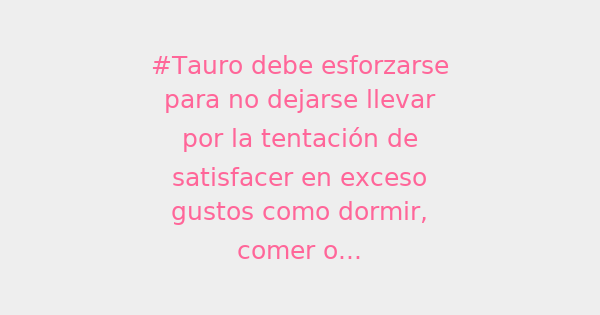 #Tauro debe esforzarse
para no dejarse llevar
por la tentación de
satisfacer en exceso
gustos como dormir,
comer o...